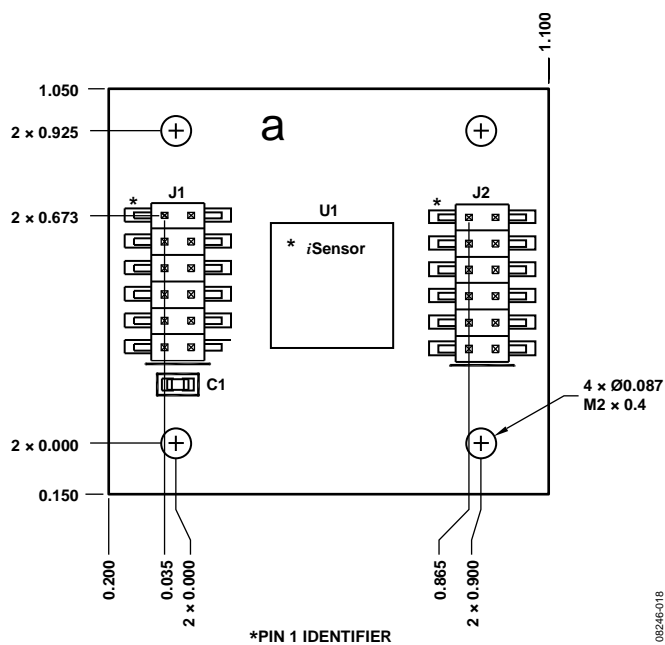 1.100
1.050
2 × 0.925
a
J1
J2
*
*
2 × 0.673
U1
* iSensor
C1
4 × Ø0.087
M2 × 0.4
2 × 0.000
0.150
0.200
0.035
2 × 0.000
0.865
2 × 0.900
*PIN 1 IDENTIFIER
08246-018